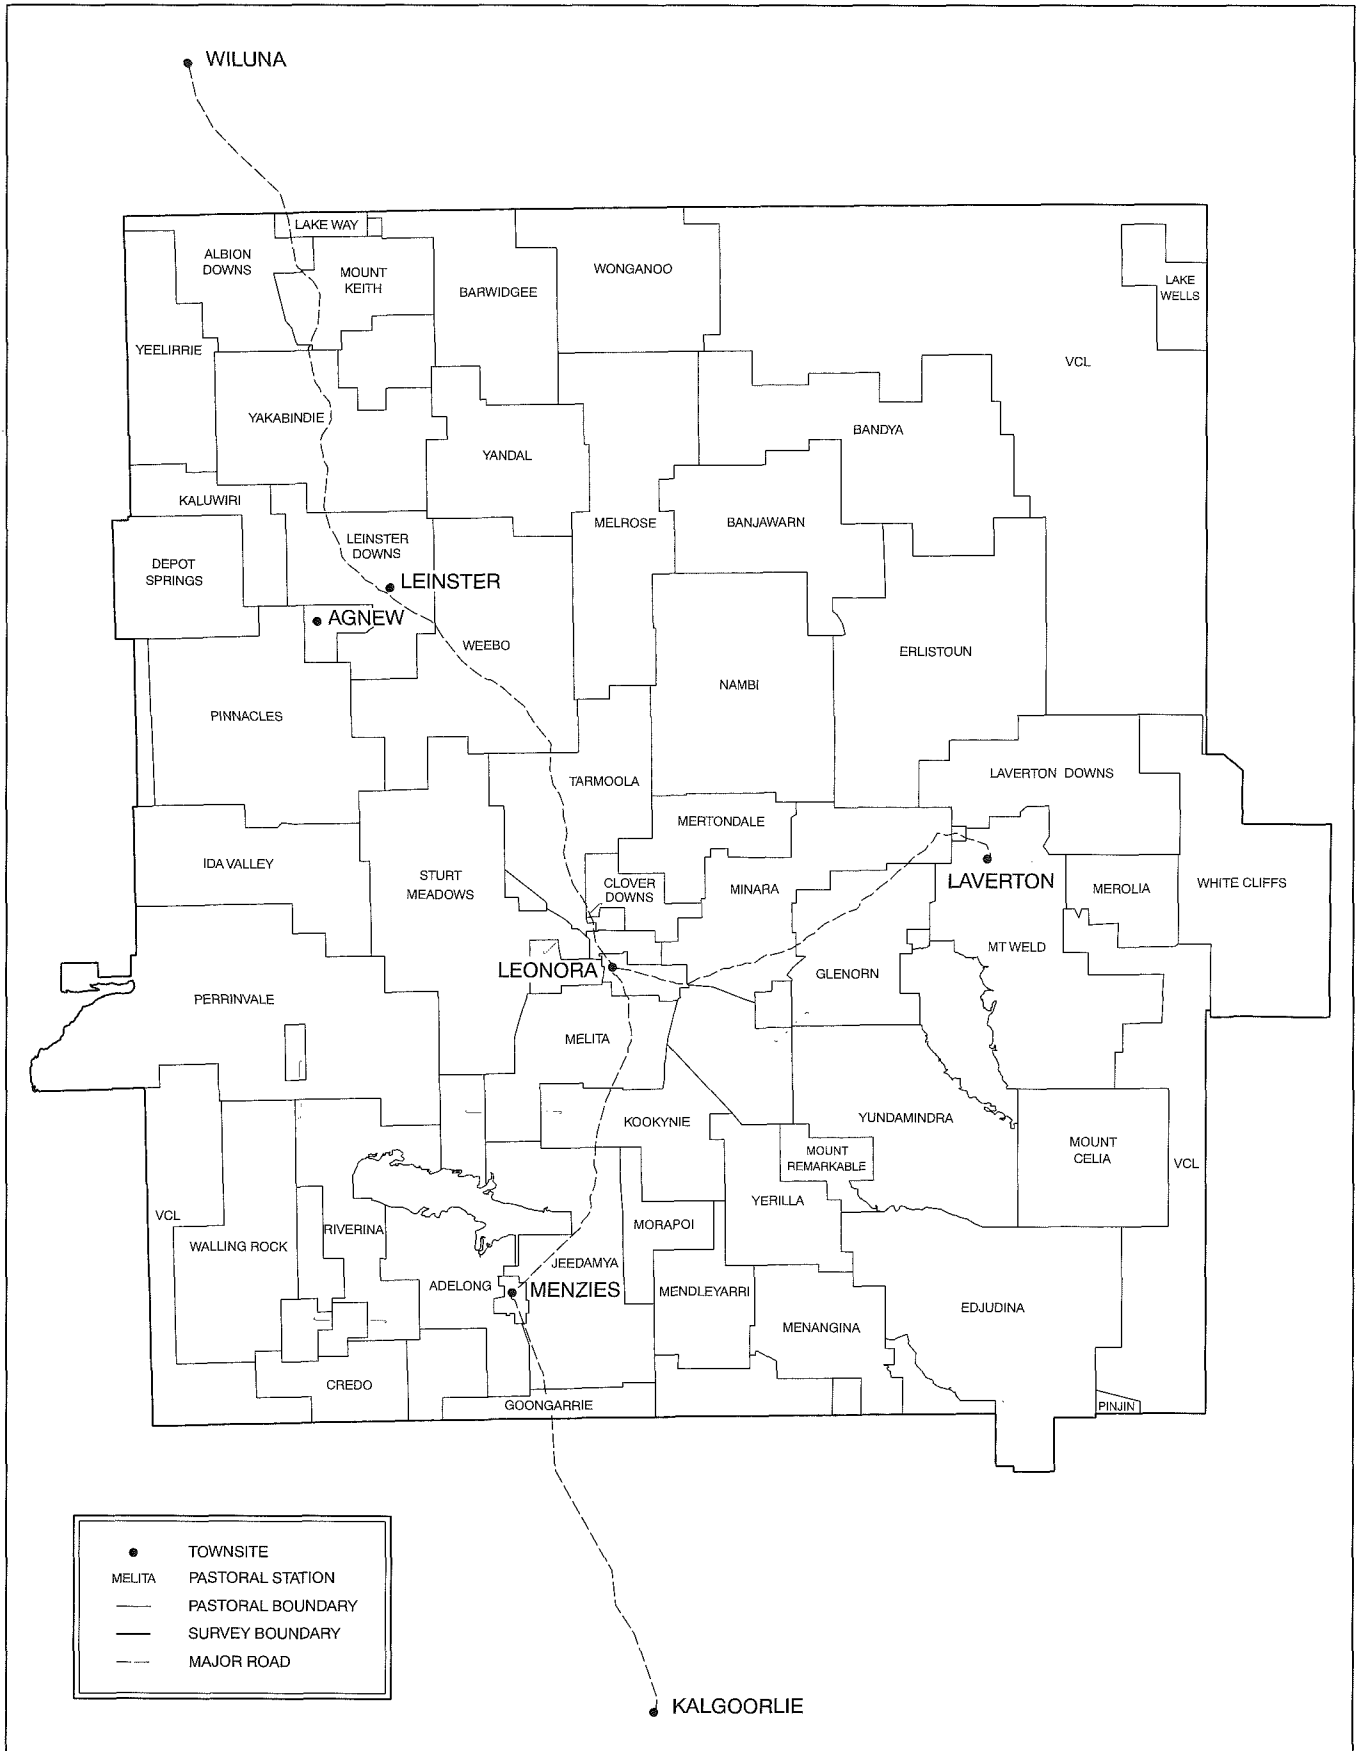 WILUNA
LAKE WAY
ALBION
DOWNS
MOUNT
KEITH
BARWIDGEE
WONGANOO
LAKE
WELLS
YEELIRRIE
VCL
YAKABINDIE
BANDYA
YANDAL
KALUWIRI
MELROSE
BANJAWARN
LEINSTER
DOWNS
DEPOT
SPRINGS
LEINSTER
AGNEW
WEEBO
ERLISTOUN
NAMBI
PINNACLES
LAVERTON DOWNS
TARMOOLA
MERTONDALE
IDA VALLEY
STURT
MEADOWS
CLOVER
DOWNS
MINARA
LAVERTON
MEROLIA
WHITE CLIFFS
MT WELD
LEONORA
GLENORN
PERRINVALE
MELITA
KOOKYNIE
YUNDAMINDRA
MOUNT
REMARKABLE
MOUNT
CELIA
VCL
YERILLA
VCL
RIVERINA
MORAPOI
WALLING ROCK
JEEDAMYA
ADELONG
MENZIES
MENDLEYARRI
EDJUDINA
MENANGINA
CREDO
GOONGARRIE
PINJIN
TOWNSITE
MELITA PASTORAL STATION
PASTORAL BOUNDARY
SURVEY BOUNDARY
MAJOR ROAD
KALGOORLIE